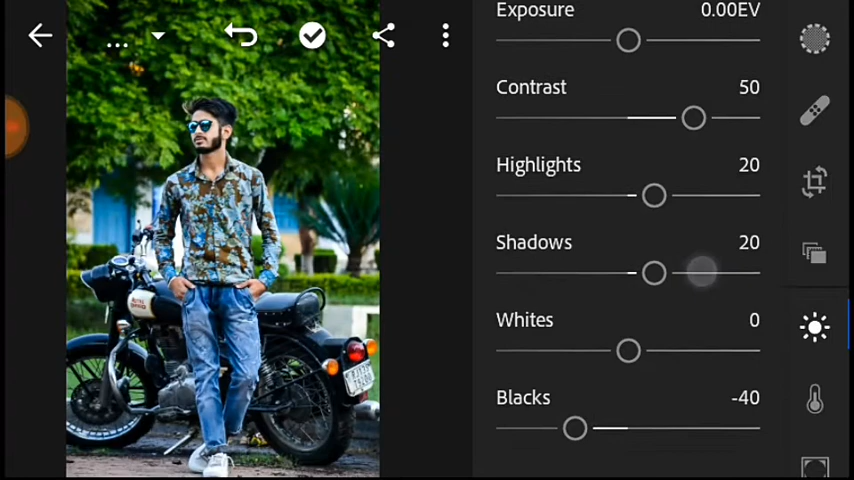 Exposure 0.00EV
Contrast 50
Highlights 20
Shadows 20
Whites 0
Blacks -40